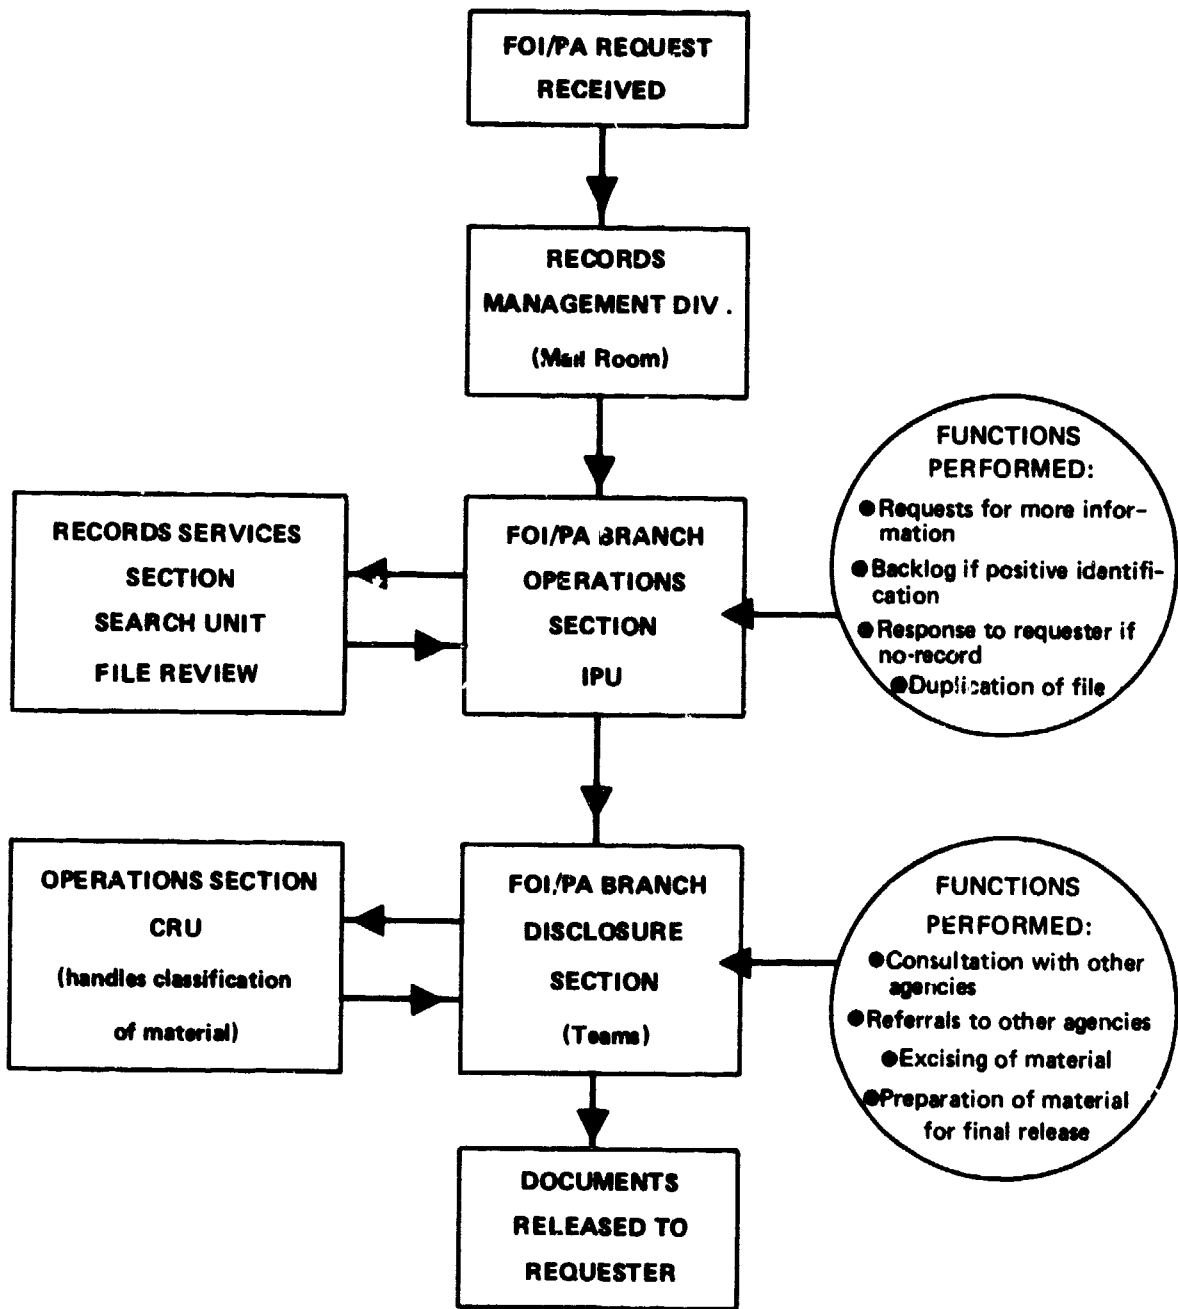 FOI/PA REQUEST
RECEIVED
RECORDS
MANAGEMENT DIV.
(Mail Room)
FUNCTIONS
PERFORMED:
●Requests for more infor-
mation
●Backlog if positive identifi-
cation
●Response to requester if
no-record
●Duplication of file
RECORDS SERVICES
SECTION
SEARCH UNIT
FILE REVIEW
FOI/PA BRANCH
OPERATIONS
SECTION
IPU
OPERATIONS SECTION
CRU
(handles classification
of material)
FOI/PA BRANCH
DISCLOSURE
SECTION
(Teams)
FUNCTIONS
PERFORMED:
●Consultation with other
agencies
●Referrals to other agencies
●Excising of material
●Preparation of material
for final release
DOCUMENTS
RELEASED TO
REQUESTER